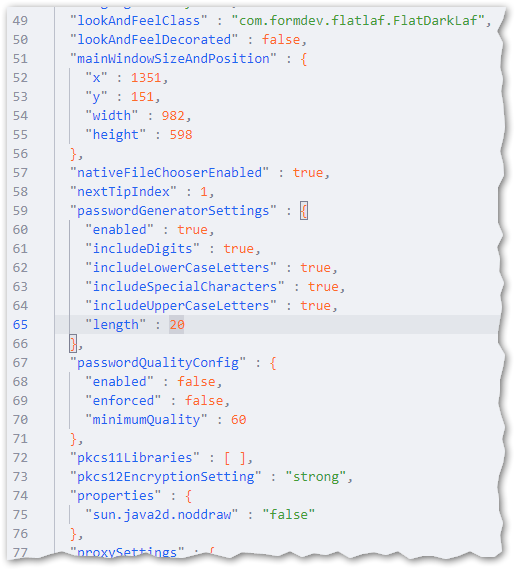 49 "lookAndFeelClass" : "com.formdev.flatlaf.FlatDarkLaf",
50 "lookAndFeelDecorated" : false,
51 "mainWindowSizeAndPosition" : {
52 "x" : 1351,
53 "y" : 151,
54 "width" : 982,
55 "height" : 598
56 },
57 "nativeFileChooserEnabled" : true,
58 "nextTipIndex" : 1,
59 "passwordGeneratorSettings" : {
60 "enabled" : true,
61 "includeDigits" : true,
62 "includeLowerCaseLetters" : true,
63 "includeSpecialCharacters" : true,
64 "includeUpperCaseLetters" : true,
65 "length" : 20
66 },
67 "passwordQualityConfig" : {
68 "enabled" : false,
69 "enforced" : false,
70 "minimumQuality" : 60
71 },
72 "pkcs11Libraries" : [ ],
73 "pkcs12EncryptionSetting" : "strong",
74 "properties" : {
75 "sun.java2d.noddraw" : "false"
76 },
77 "proxySettings" : {